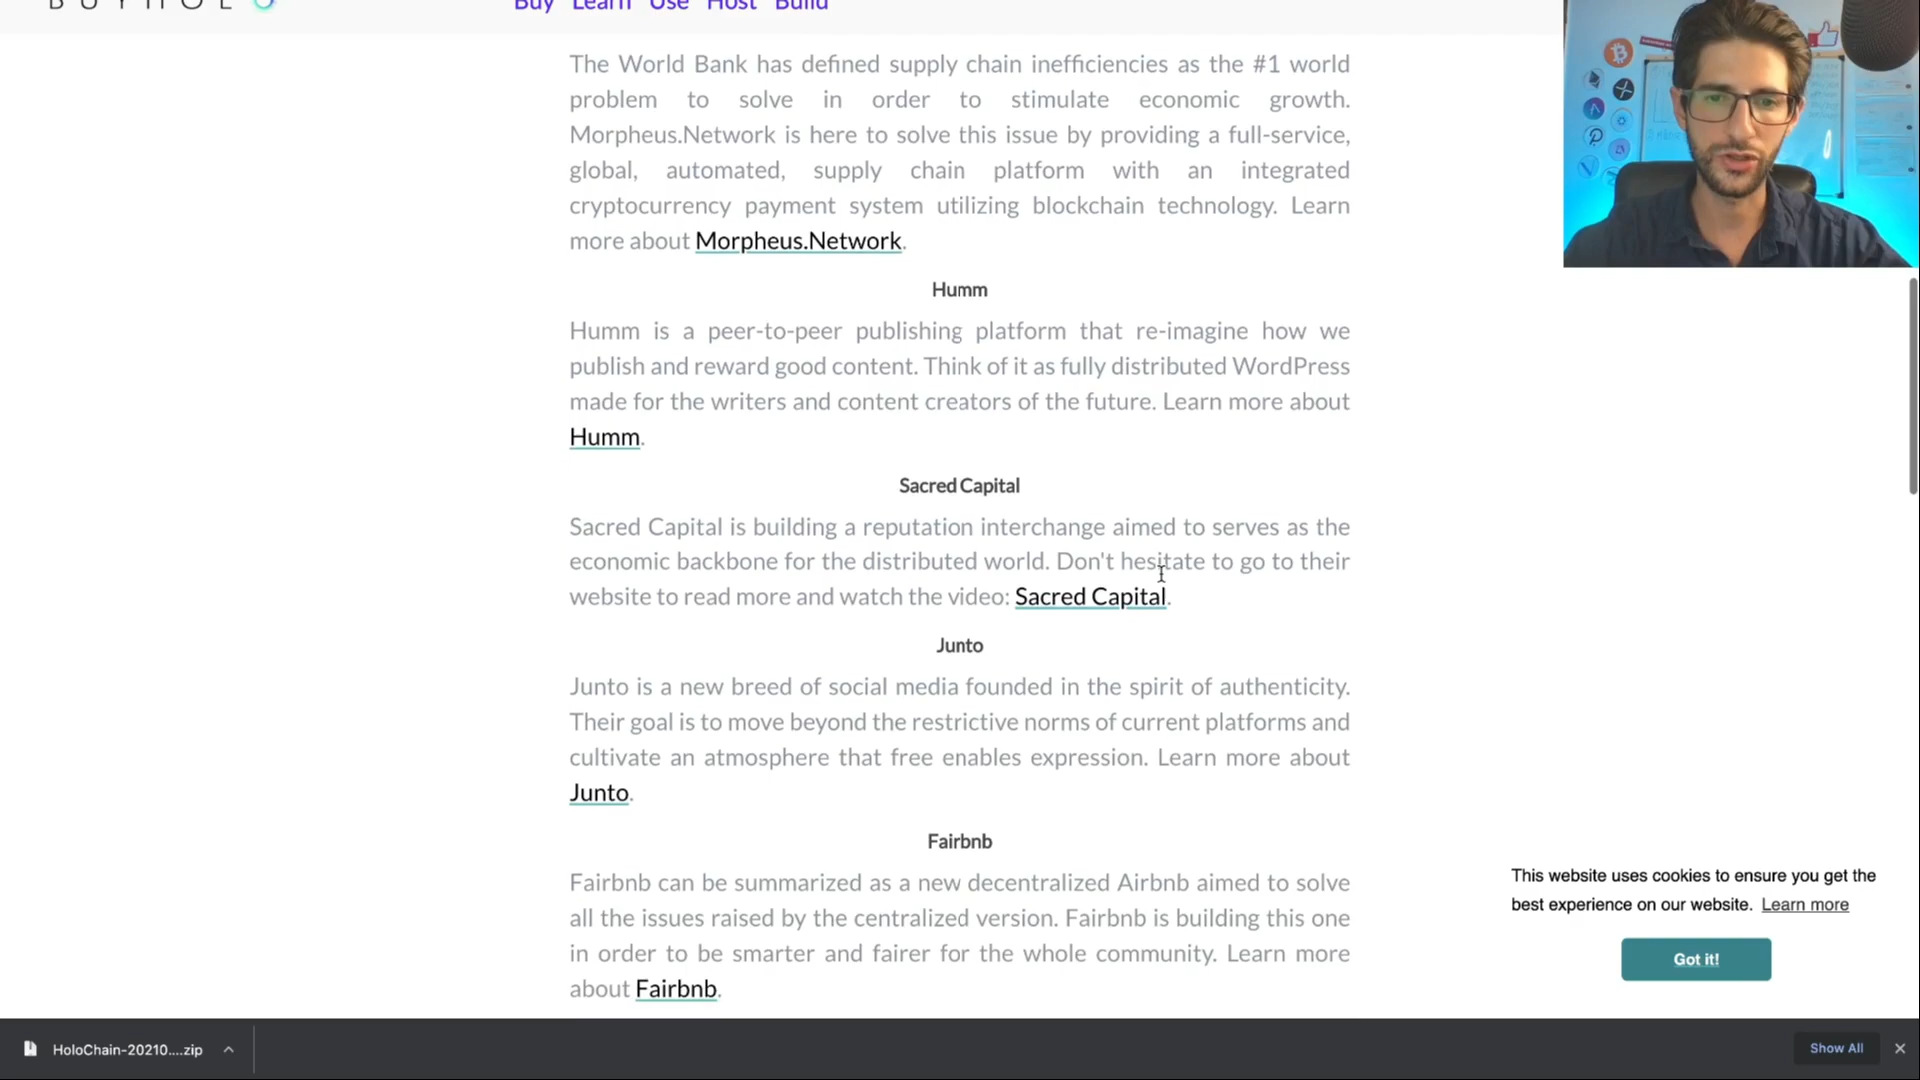 BUYHOLO
Buy Learn Use Host Build
The World Bank has defined supply chain inefficiencies as the #1 world
problem to solve in order to stimulate economic growth.
Morpheus.Network is here to solve this issue by providing a full-service,
global, automated, supply chain platform with an integrated
cryptocurrency payment system utilizing blockchain technology. Learn
more about Morpheus.Network.
Humm
Humm is a peer-to-peer publishing platform that re-imagine how we
publish and reward good content. Think of it as fully distributed WordPress
made for the writers and content creators of the future. Learn more about
Humm.
Sacred Capital
Sacred Capital is building a reputation interchange aimed to serves as the
economic backbone for the distributed world. Don't hesitate to go to their
website to read more and watch the video: Sacred Capital.
Junto
Junto is a new breed of social media founded in the spirit of authenticity.
Their goal is to move beyond the restrictive norms of current platforms and
cultivate an atmosphere that free enables expression. Learn more about
Junto.
Fairbnb
Fairbnb can be summarized as a new decentralized Airbnb aimed to solve
all the issues raised by the centralized version. Fairbnb is building this one
in order to be smarter and fairer for the whole community. Learn more
about Fairbnb.
This website uses cookies to ensure you get the
best experience on our website. Learn more
Got it!
HoloChain-20210....zip
Show All